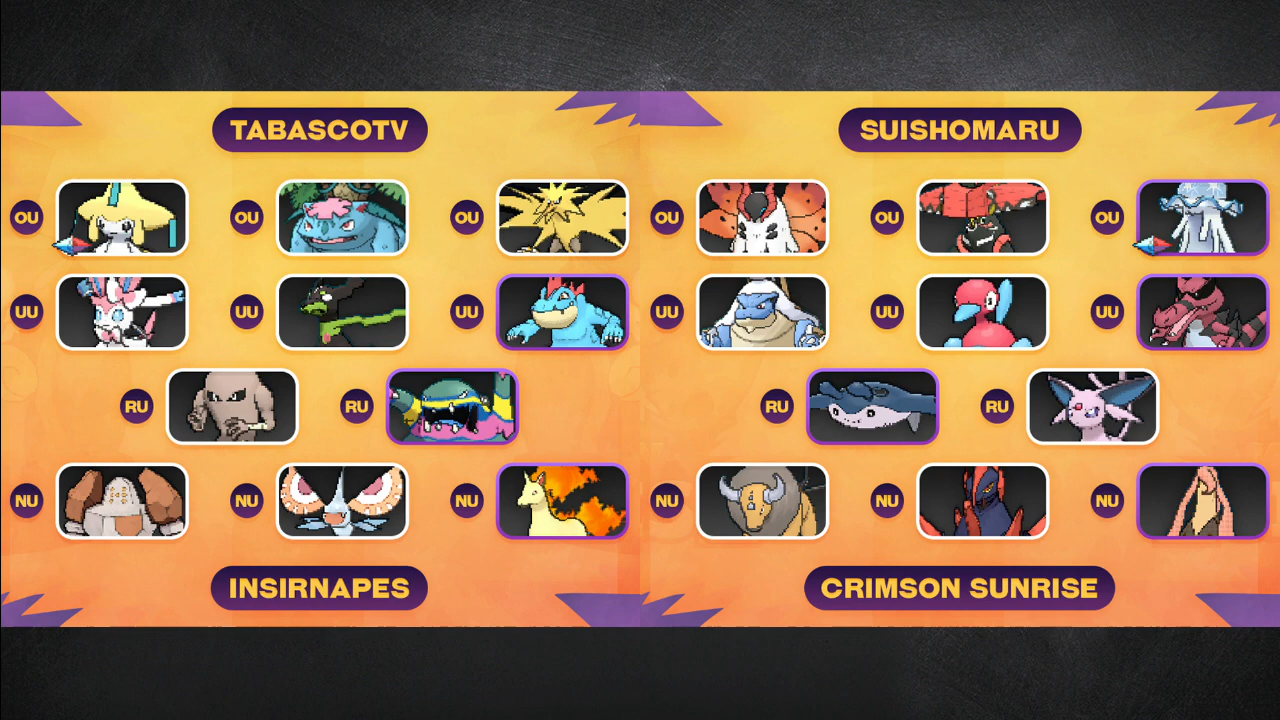 TABASCOTV
OU OU OU
UU UU UU
RU RU
NU NU NU
INSIRNAPES
SUISHOMARU
OU OU OU
UU UU UU
RU RU
NU NU NU
CRIMSON SUNRISE